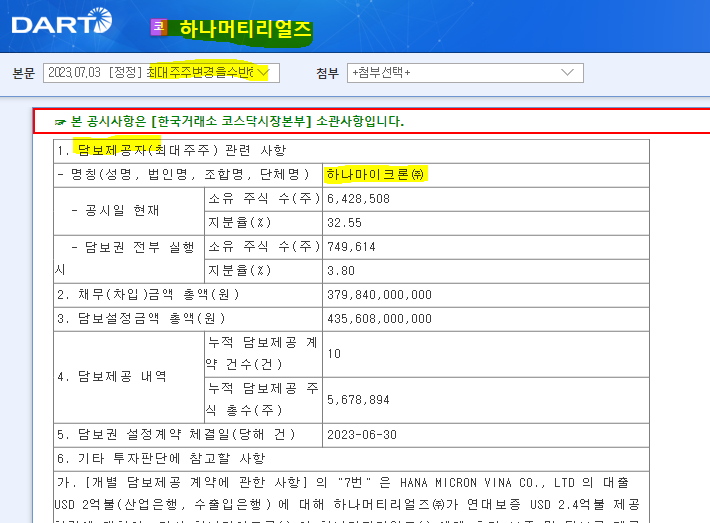 DART
코 하나머티리얼즈
본문 2023.07.03 [정정] 최대주주변경을수반 첨부 +첨부선택+
☞ 본 공시사항은 [한국거래소 코스닥시장본부] 소관사항입니다.
1. 담보제공자(최대주주) 관련 사항
- 명칭(성명, 법인명, 조합명, 단체명) 하나마이크론㈜
- 공시일 현재 소유 주식 수(주) 6,428,508
지분율(%) 32.55
- 담보권 전부 실행시 소유 주식 수(주) 749,614
지분율(%) 3.80
2. 채무(차입)금액 총액(원) 379,840,000,000
3. 담보설정금액 총액(원) 435,608,000,000
4. 담보제공 내역 누적 담보제공 계약 건수(건) 10
누적 담보제공 주식 총수(주) 5,678,894
5. 담보권 설정계약 체결일(당해 건) 2023-06-30
6. 기타 투자판단에 참고할 사항
가. [개별 담보제공 계약에 관한 사항] 의 "7번" 은 HANA MICRON VINA CO., LTD 의 대출
USD 2억불(산업은행, 수출입은행) 에 대해 하나머티리얼즈㈜가 연대보증 USD 2.4억불 제공